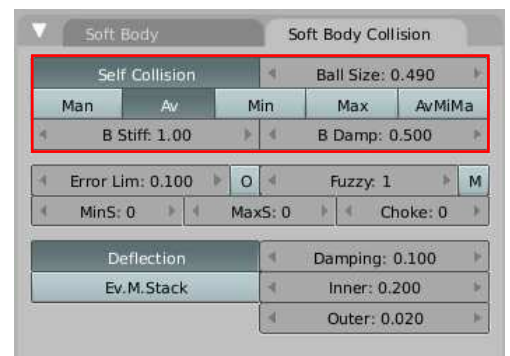 Soft Body Soft Body Collision
Self Collision Ball Size: 0.490
Man Av Min Max AvMiMa
B Stiff: 1.00 B Damp: 0.500
Error Lim: 0.100 O Fuzzy: 1 M
MinS: 0 MaxS: 0 Choke: 0
Deflection Damping: 0.100
Ev.M.Stack Inner: 0.200
Outer: 0.020